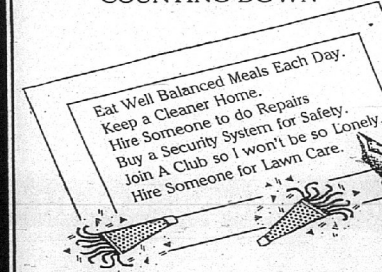 COUNTING DOWN
Eat Well Balanced Meals Each Day.
Keep a Cleaner Home.
Hire Someone to do Repairs
Buy a Security System for Safety.
Join A Club so I won't be so Lonely.
Hire Someone for Lawn Care.